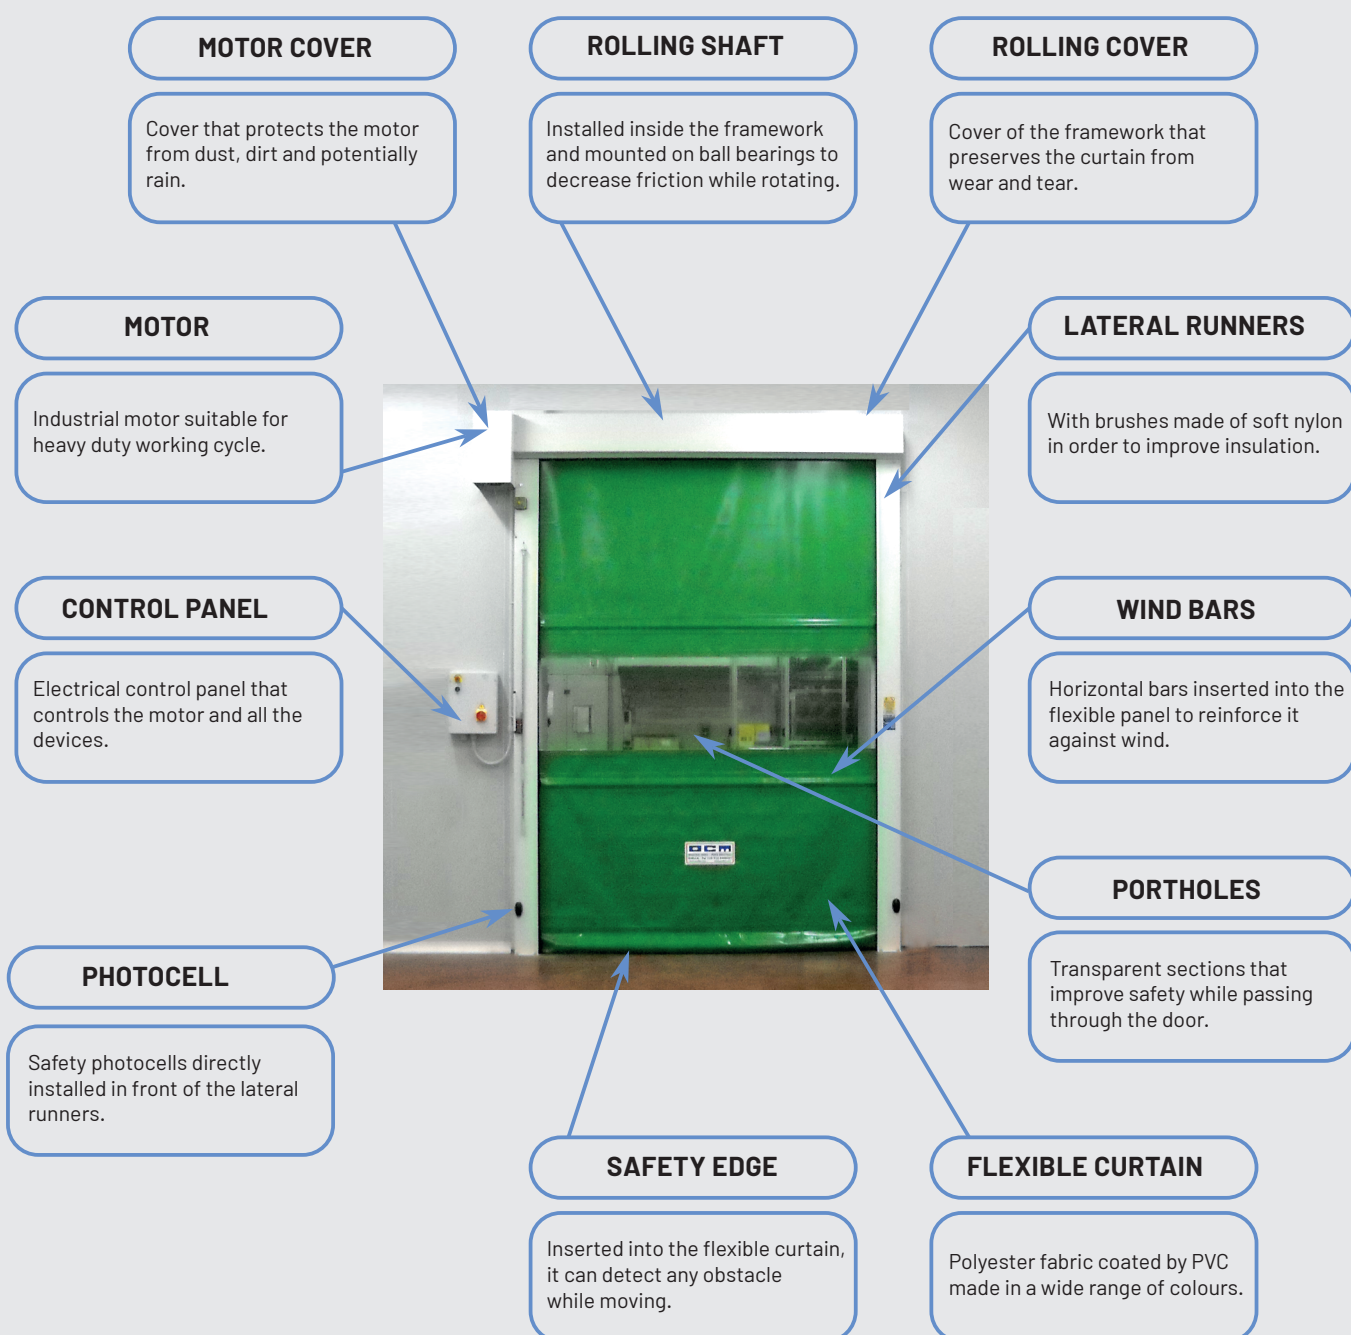 MOTOR COVER
Cover that protects the motor
from dust, dirt and potentially
rain.
ROLLING SHAFT
Installed inside the framework
and mounted on ball bearings to
decrease friction while rotating.
ROLLING COVER
Cover of the framework that
preserves the curtain from
wear and tear.
MOTOR
Industrial motor suitable for
heavy duty working cycle.
LATERAL RUNNERS
With brushes made of soft nylon
in order to improve insulation.
CONTROL PANEL
Electrical control panel that
controls the motor and all the
devices.
WIND BARS
Horizontal bars inserted into the
flexible panel to reinforce it
against wind.
OCM
PORTHOLES
Transparent sections that
improve safety while passing
through the door.
PHOTOCELL
Safety photocells directly
installed in front of the lateral
runners.
SAFETY EDGE
Inserted into the flexible curtain,
it can detect any obstacle
while moving.
FLEXIBLE CURTAIN
Polyester fabric coated by PVC
made in a wide range of colours.